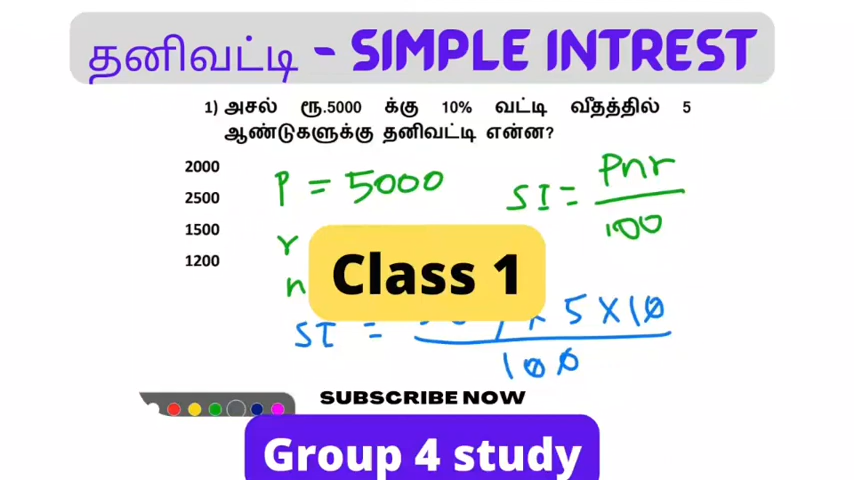 தனிவட்டி - SIMPLE INTREST
1) அசல் ரூ.5000 க்கு 10% வட்டி வீதத்தில் 5
ஆண்டுகளுக்கு தனிவட்டி என்ன?
2000
2500
1500
1200
P = 5000
SI = Pnr
100
r
n
Class 1
SI = x 5 x 10
100
SUBSCRIBE NOW
Group 4 study